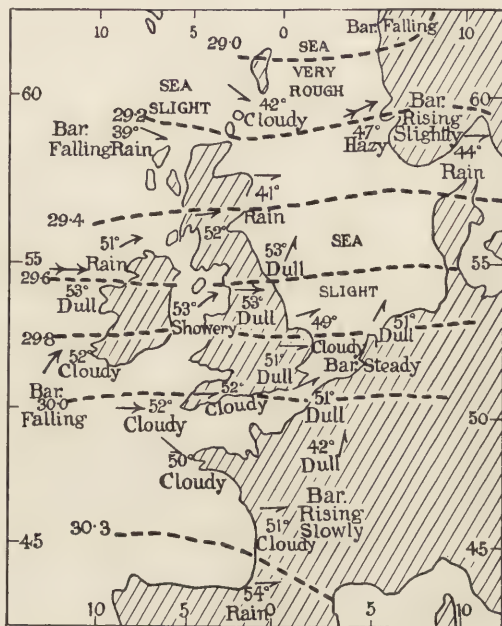 10 5 0 10
29·0
SEA
VERY
ROUGH
Bar. Falling
60
SEA
SLIGHT
42°
Cloudy
60
29·2
39°
Rain
Bar.
Falling
47°
Hazy
Bar.
Rising
Slightly
44°
Rain
41°
Rain
52°
29·4
51°
Rain
55
53°
Dull
SEA
SLIGHT
55
29·6
53°
Dull
53°
Showery
53°
Dull
49°
Cloudy
51°
Dull
29·8
52°
Cloudy
51°
Dull
Bar. Steady
Bar.
30·0
Falling
52°
Cloudy
52°
Cloudy
51°
Dull
50
50°
Cloudy
42°
Dull
51°
Cloudy
Bar.
Rising
Slowly
45
30·3
45
54°
Rain
10 5 0 5 10